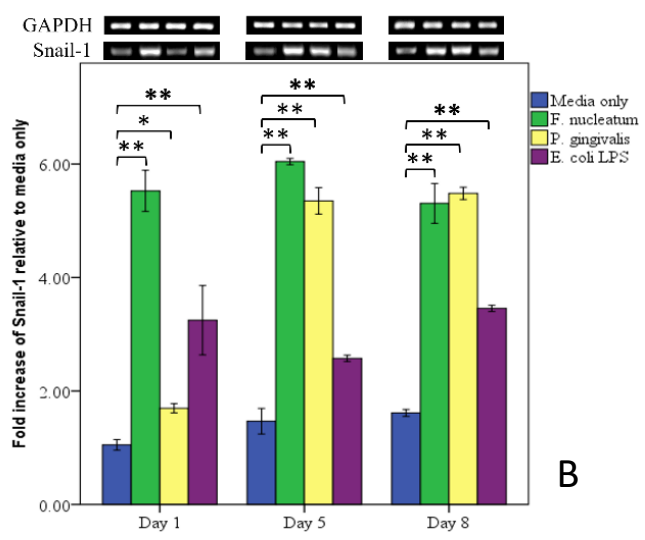 GAPDH
Snail-1
**
*
**
**
**
**
**
**
**
Media only
F. nucleatum
P. gingivalis
E. coli LPS
Fold increase of Snail-1 relative to media only
6.00
4.00
2.00
0.00
Day 1
Day 5
Day 8
B